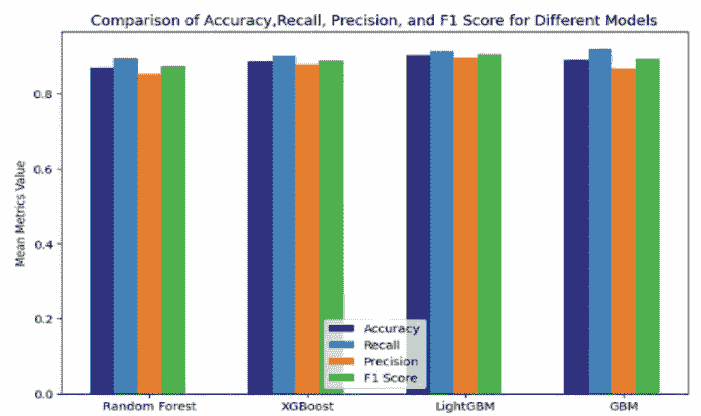 Comparison of Accuracy,Recall, Precision, and F1 Score for Different Models
Mean Metrics Value
0.8
0.6
0.4
0.2
0.0
Accuracy
Recall
Precision
F1 Score
Random Forest
XGBoost
LightGBM
GBM